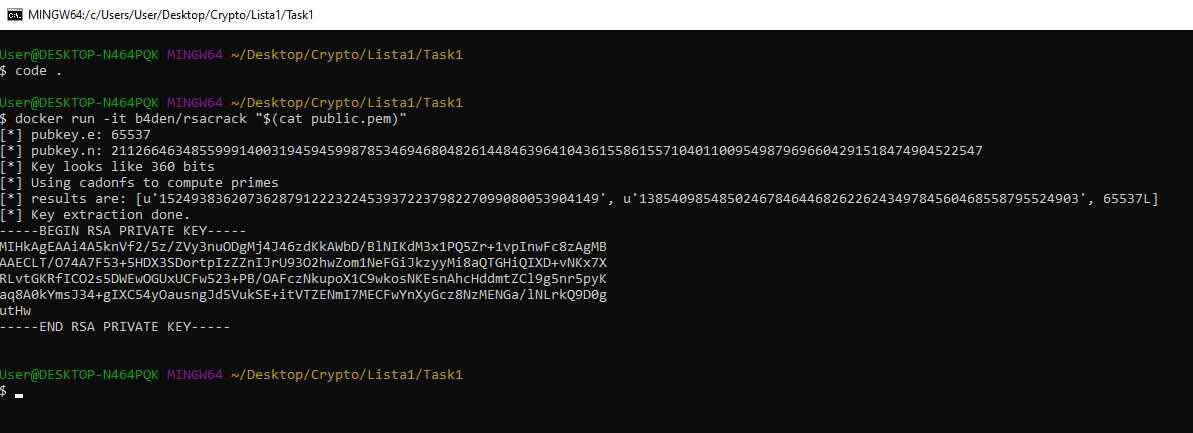 MINGW64:/c/Users/User/Desktop/Crypto/Lista1/Task1
User@DESKTOP-N464PQK MINGW64 ~/Desktop/Crypto/Lista1/Task1
$ code .
User@DESKTOP-N464PQK MINGW64 ~/Desktop/Crypto/Lista1/Task1
$ docker run -it b4den/rsacrack "$(cat public.pem)"
[*] pubkey.e: 65537
[*] pubkey.n: 2112664634855999140031945945998785346946804826144846396410436155861557104011009549879696604291518474904522547
[*] Key looks like 360 bits
[*] Using cadonfs to compute primes
[*] results are: [u'1524938362073628791222322453937223798227099080053904149', u'1385409854850246784644682622624349784560468558795524903', 65537L]
[*] Key extraction done.
-----BEGIN RSA PRIVATE KEY-----
MIHkAgEAAi4A5knVf2/5z/ZVy3nuODgMj4J46zdKkAWbD/BlNIKdM3x1PQ5Zr+1vpInwFc8zAgMB
AAECLT/O74A7F53+5HDX3SDortpIzZZnIJrU93O2hwZom1NeFGiJkzyyMi8aQTGHiQIXD+vNKx7X
RLvtGKRfICO2s5DWEwOGUxUCFw523+PB/OAFczNkupoX1C9wkosNKEsnAhcHddmtZCl9g5nr5pyK
aq8A0kYmsJ34+gIXC54yOausngJd5VukSE+itVTZENmI7MECFwYnXyGcz8NzMENGa/lNLrkQ9D0g
utHw
-----END RSA PRIVATE KEY-----
User@DESKTOP-N464PQK MINGW64 ~/Desktop/Crypto/Lista1/Task1
$